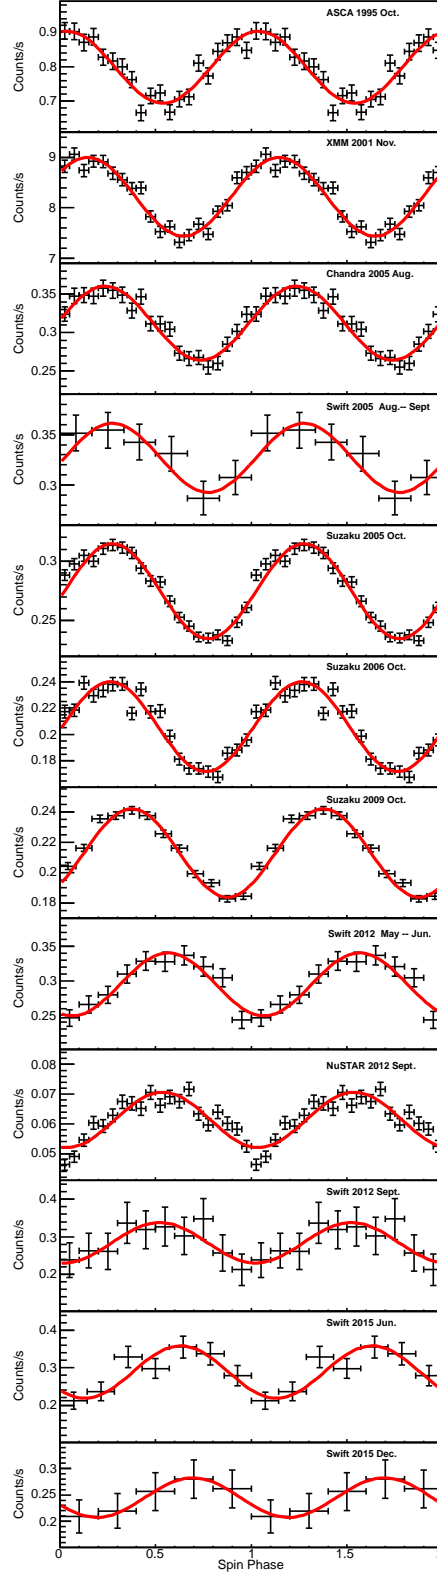 ASCA 1995 Oct.
Counts/s
0.9
0.8
0.7
XMM 2001 Nov.
Counts/s
9
8
7
Chandra 2005 Aug.
Counts/s
0.35
0.3
0.25
Swift 2005 Aug.-- Sept
Counts/s
0.35
0.3
Suzaku 2005 Oct.
Counts/s
0.3
0.25
Suzaku 2006 Oct.
Counts/s
0.24
0.22
0.2
0.18
0.16
Suzaku 2009 Oct.
Counts/s
0.24
0.22
0.2
0.18
Swift 2012 May -- Jun.
Counts/s
0.35
0.3
0.25
NuSTAR 2012 Sept.
Counts/s
0.08
0.07
0.06
0.05
Swift 2012 Sept.
Counts/s
0.4
0.3
0.2
Swift 2015 Jun.
Counts/s
0.4
0.3
0.2
Swift 2015 Dec.
Counts/s
0.3
0.25
0.2
0 0.5 1 1.5
Spin Phase